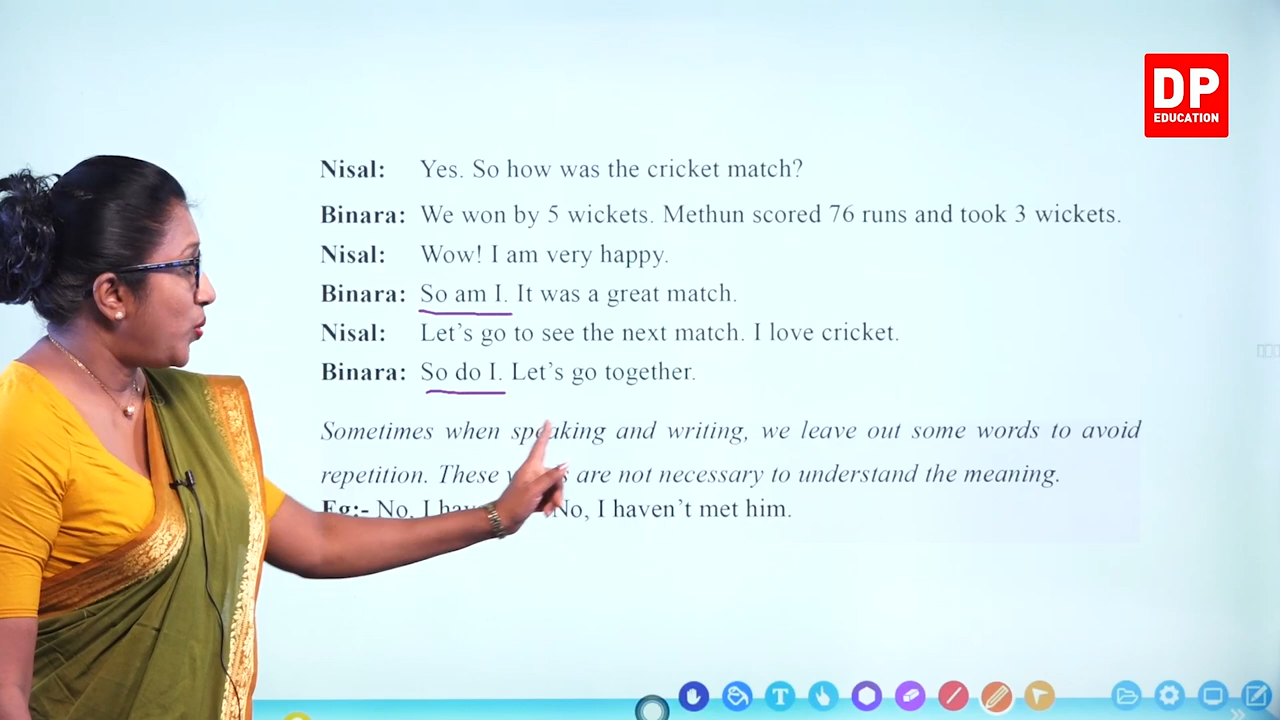 DP
EDUCATION
Nisal: Yes. So how was the cricket match?
Binara: We won by 5 wickets. Methun scored 76 runs and took 3 wickets.
Nisal: Wow! I am very happy.
Binara: So am I. It was a great match.
Nisal: Let's go to see the next match. I love cricket.
Binara: So do I. Let's go together.
Sometimes when speaking and writing, we leave out some words to avoid
repetition. These are not necessary to understand the meaning.
Eg:- No, I No, I haven't met him.